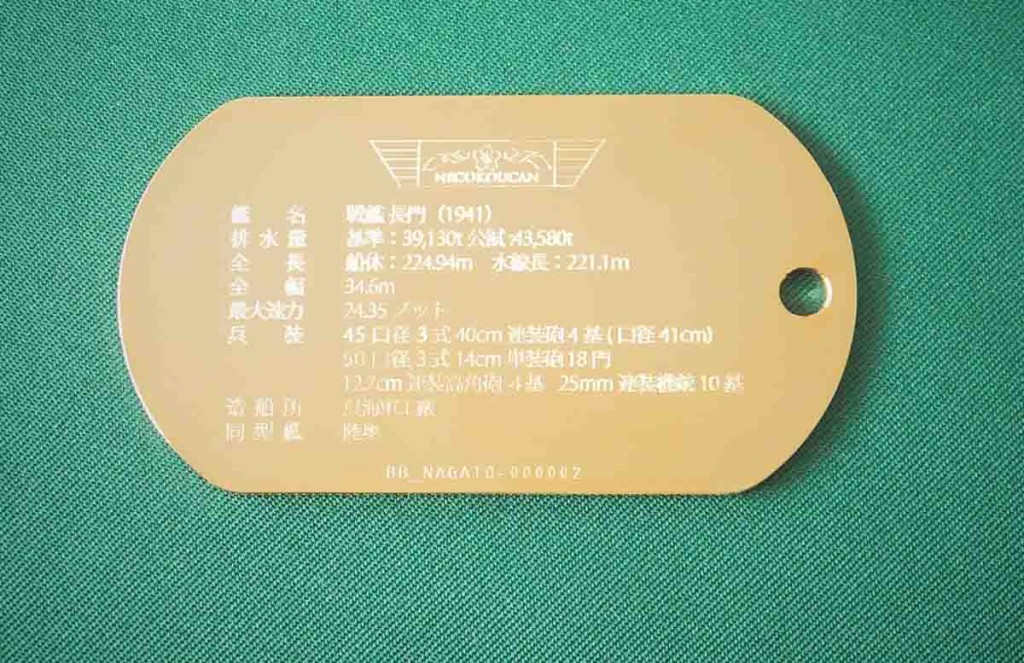 NIICOKOUCAN
艦 名 戦艦 長門 (1941)
排水量 基準：39,130t 公試：43,580t
全 長 船体：224.94m 水線長：221.1m
全 幅 34.6m
最大速力 24.35 ノット
兵 装 45 口径 3 式 40cm 連装砲 4 基 (口径 41cm)
50 口径 3 式 14cm 単装砲 18 門
12.7cm 連装高角砲 4 基 25mm 連装機銃 10 基
造船所 呉海軍工廠
同型艦 陸奥
BB_NAGATO-000002